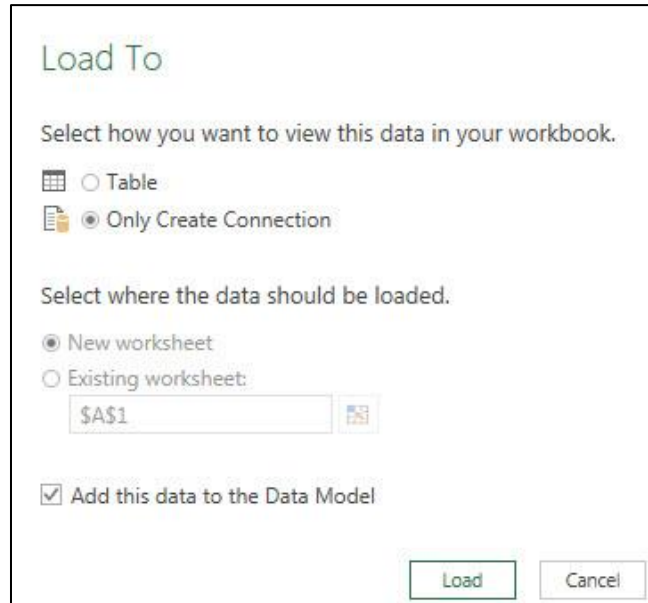 Load To
Select how you want to view this data in your workbook.
Table
Only Create Connection
Select where the data should be loaded.
New worksheet
Existing worksheet:
$A$1
Add this data to the Data Model
Load Cancel